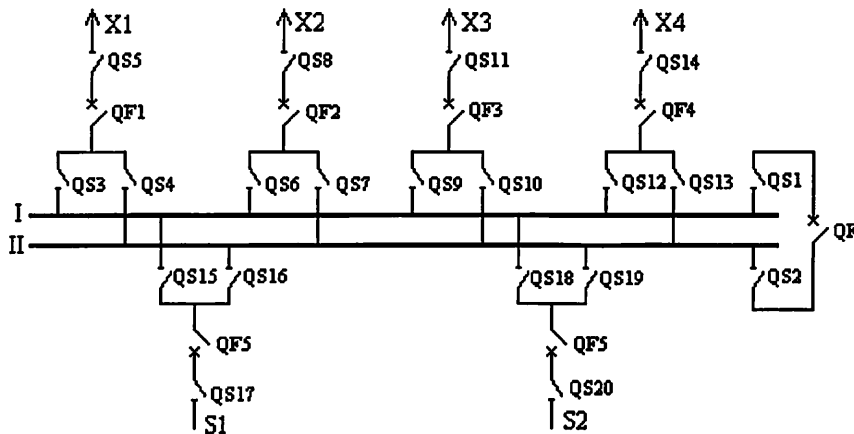 X1 X2 X3 X4
QS5 QS8 QS11 QS14
QF1 QF2 QF3 QF4
QS3 QS4 QS6 QS7 QS9 QS10 QS12 QS13 QS1
I
QF
II
QS15 QS16 QS18 QS19 QS2
QF5 QF5
QS17 QS20
S1 S2